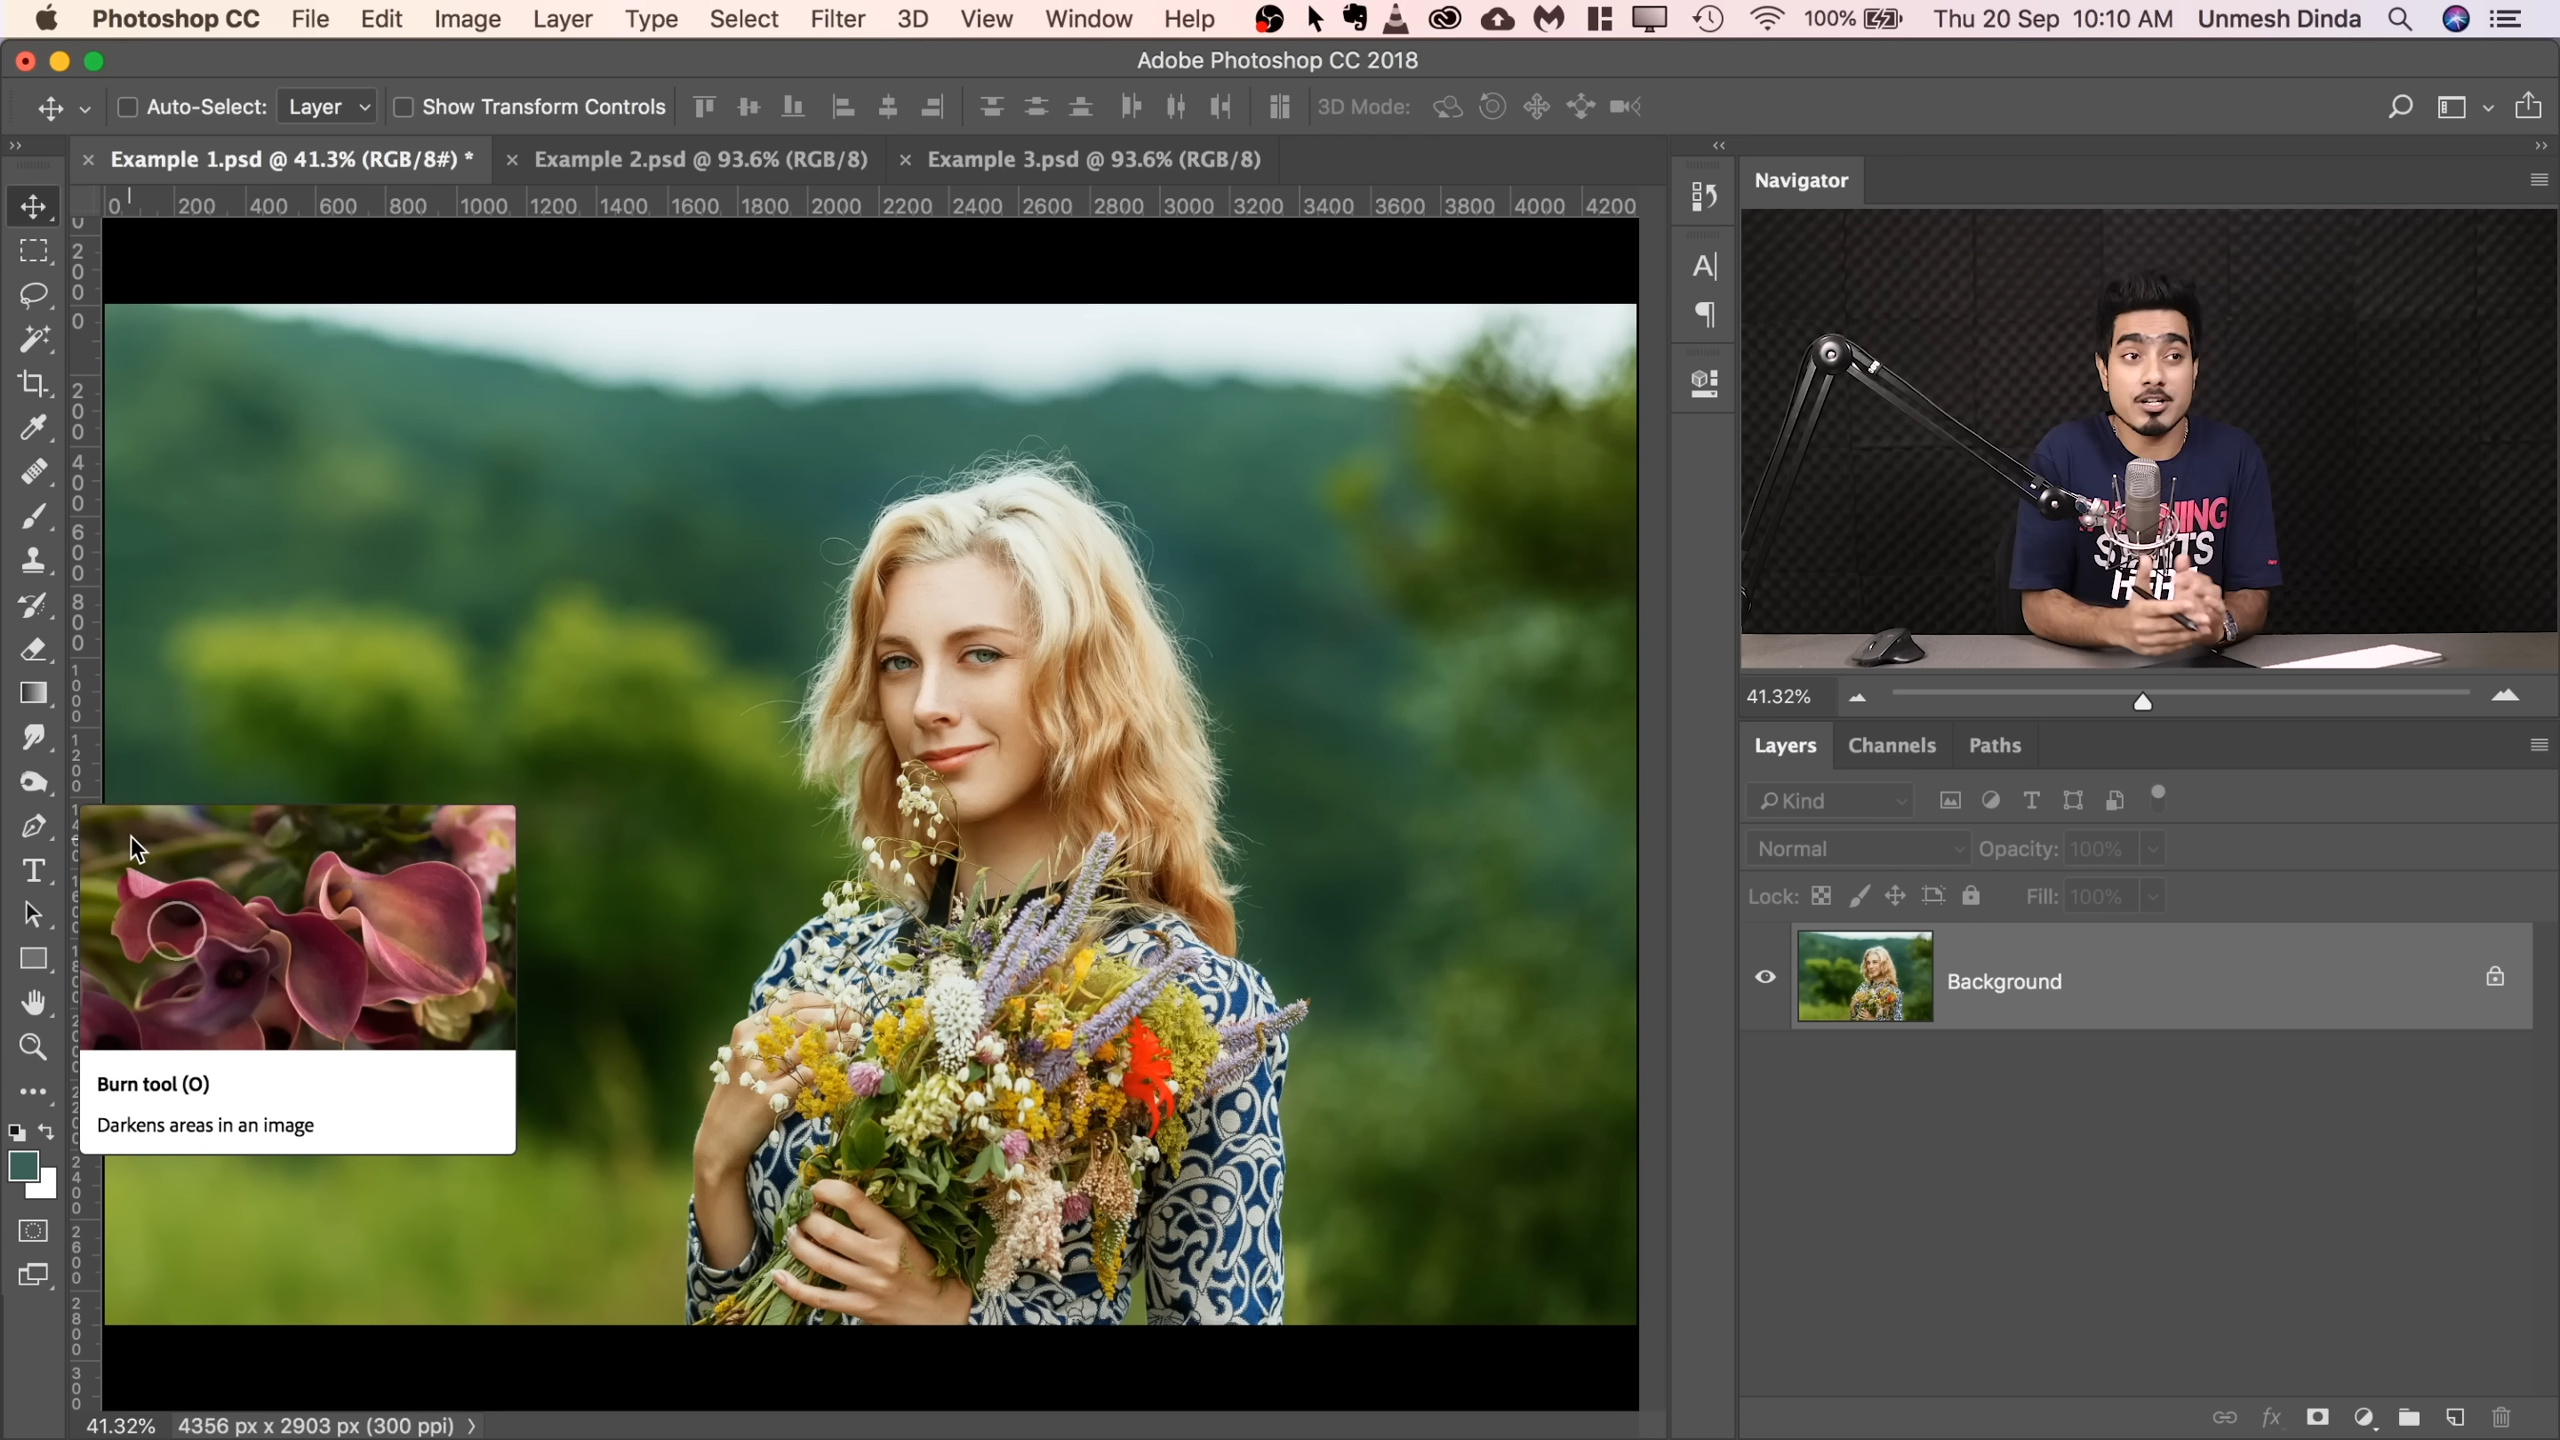 Photoshop CC File Edit Image Layer Type Select Filter 3D View Window Help 100% Thu 20 Sep 10:10 AM Unmesh Dinda
Adobe Photoshop CC 2018
Auto-Select: Layer Show Transform Controls 3D Mode:
Example 1.psd @ 41.3% (RGB/8#) * Example 2.psd @ 93.6% (RGB/8) Example 3.psd @ 93.6% (RGB/8)
0 200 400 600 800 1000 1200 1400 1600 1800 2000 2200 2400 2600 2800 3000 3200 3400 3600 3800 4000 4200
Navigator
STARTS
HERE
41.32%
Layers Channels Paths
Kind
Normal Opacity: 100%
Lock: Fill: 100%
Background
Burn tool (O)
Darkens areas in an image
41.32% 4356 px x 2903 px (300 ppi)